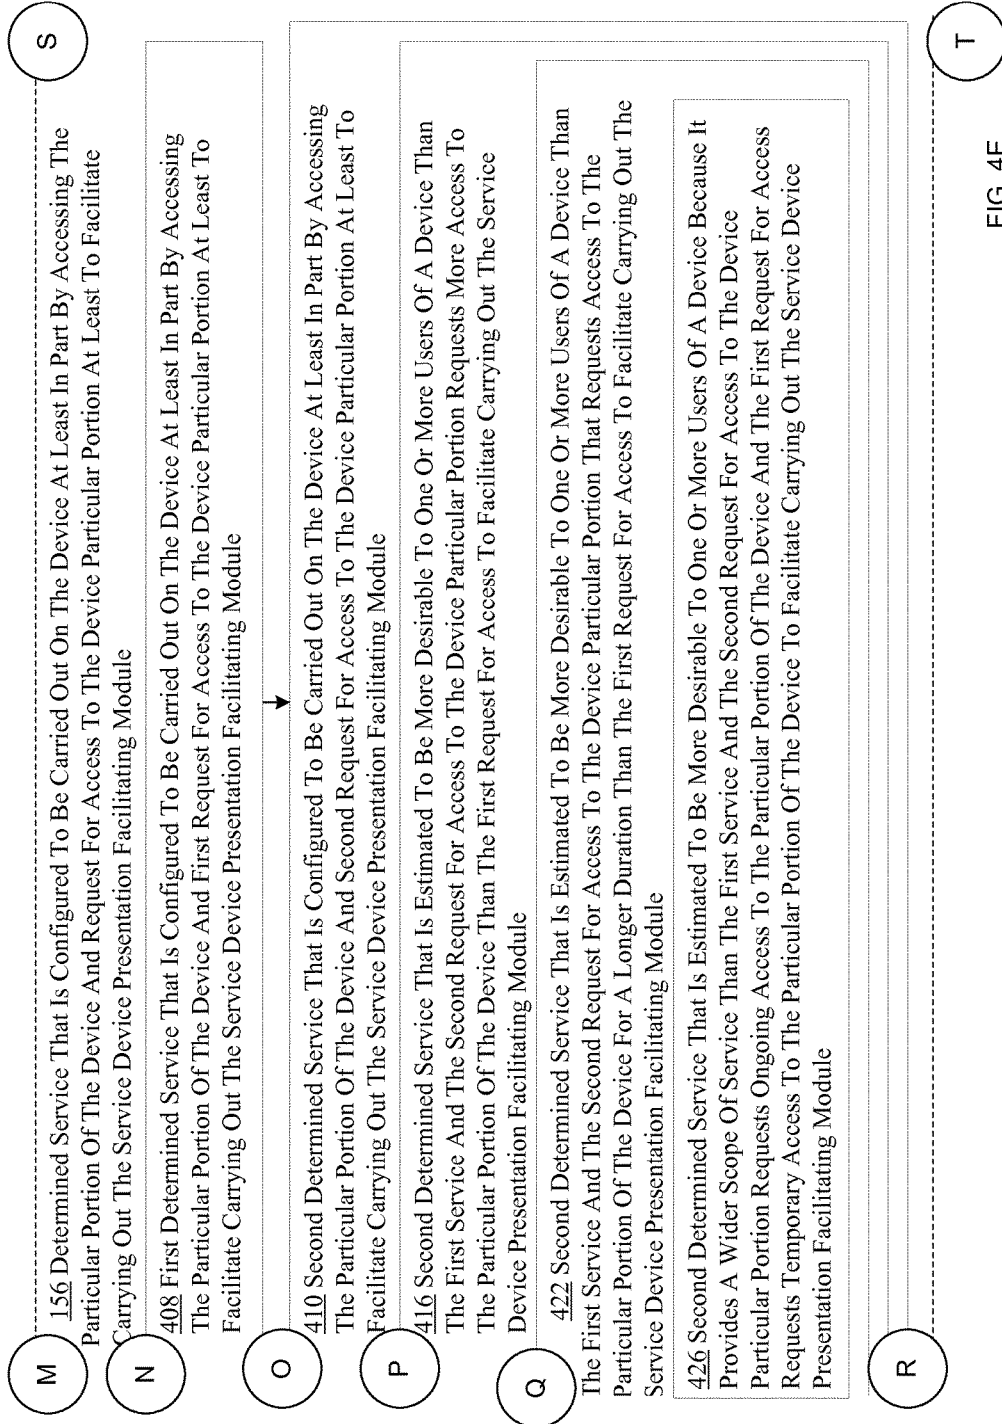 M
S
156 Determined Service That Is Configured To Be Carried Out On The Device At Least In Part By Accessing The
Particular Portion Of The Device And Request For Access To The Device Particular Portion At Least To Facilitate
Carrying Out The Service Device Presentation Facilitating Module
N
408 First Determined Service That Is Configured To Be Carried Out On The Device At Least In Part By Accessing
The Particular Portion Of The Device And First Request For Access To The Device Particular Portion At Least To
Facilitate Carrying Out The Service Device Presentation Facilitating Module
O
410 Second Determined Service That Is Configured To Be Carried Out On The Device At Least In Part By Accessing
The Particular Portion Of The Device And Second Request For Access To The Device Particular Portion At Least To
Facilitate Carrying Out The Service Device Presentation Facilitating Module
P
416 Second Determined Service That Is Estimated To Be More Desirable To One Or More Users Of A Device Than
The First Service And The Second Request For Access To The Device Particular Portion Requests More Access To
The Particular Portion Of The Device Than The First Request For Access To Facilitate Carrying Out The Service
Device Presentation Facilitating Module
Q
422 Second Determined Service That Is Estimated To Be More Desirable To One Or More Users Of A Device Than
The First Service And The Second Request For Access To The Device Particular Portion That Requests Access To The
Particular Portion Of The Device For A Longer Duration Than The First Request For Access To Facilitate Carrying Out The
Service Device Presentation Facilitating Module
426 Second Determined Service That Is Estimated To Be More Desirable To One Or More Users Of A Device Because It
Provides A Wider Scope Of Service Than The First Service And The Second Request For Access To The Device
Particular Portion Requests Ongoing Access To The Particular Portion Of The Device And The First Request For Access
Requests Temporary Access To The Particular Portion Of The Device To Facilitate Carrying Out The Service Device
Presentation Facilitating Module
R
T